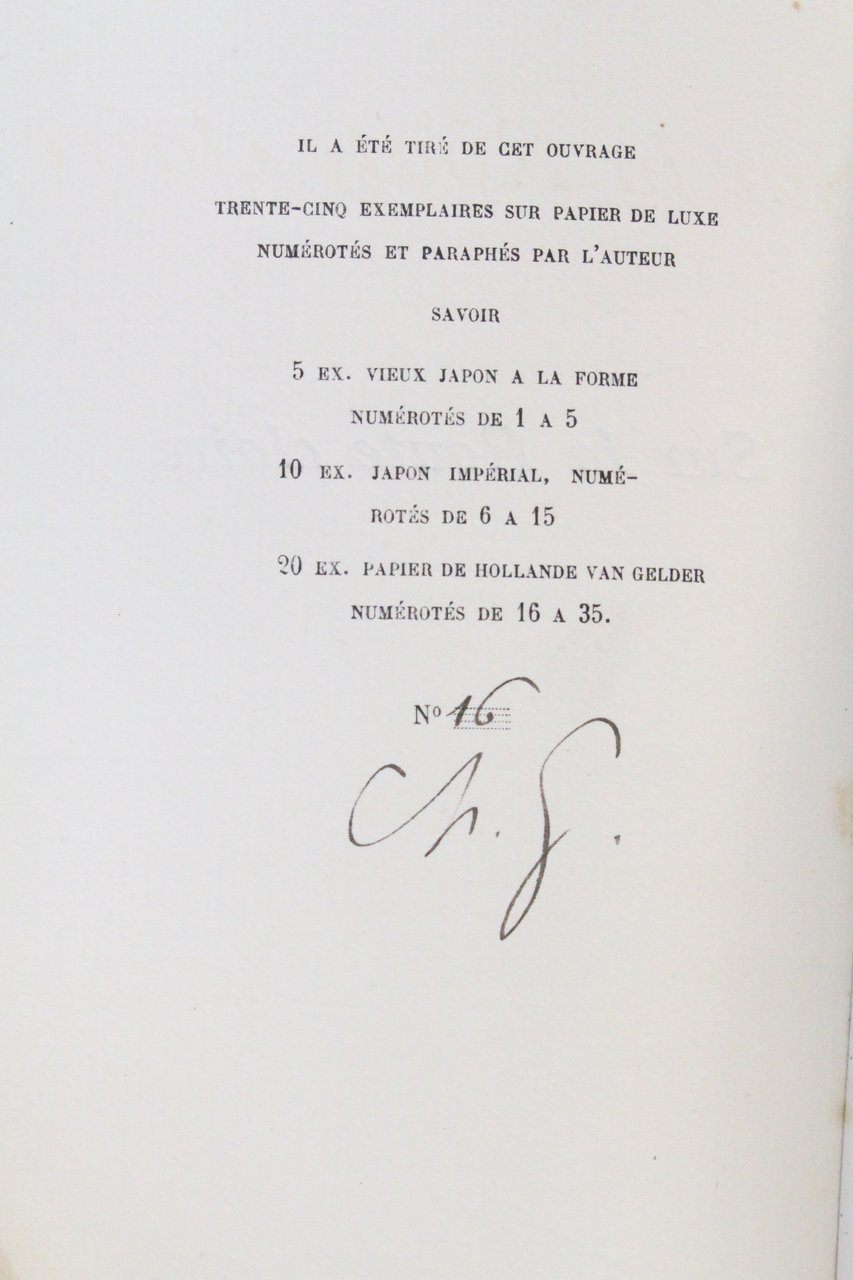 IL A ÉTÉ TIRÉ DE CET OUVRAGE
TRENTE-CINQ EXEMPLAIRES SUR PAPIER DE LUXE
NUMÉROTÉS ET PARAPHÉS PAR L'AUTEUR
SAVOIR
5 EX. VIEUX JAPON A LA FORME
NUMÉROTÉS DE 1 A 5
10 EX. JAPON IMPÉRIAL, NUMÉ-
ROTÉS DE 6 A 15
20 EX. PAPIER DE HOLLANDE VAN GELDER
NUMÉROTÉS DE 16 A 35.
Nº 16
Ch. G.